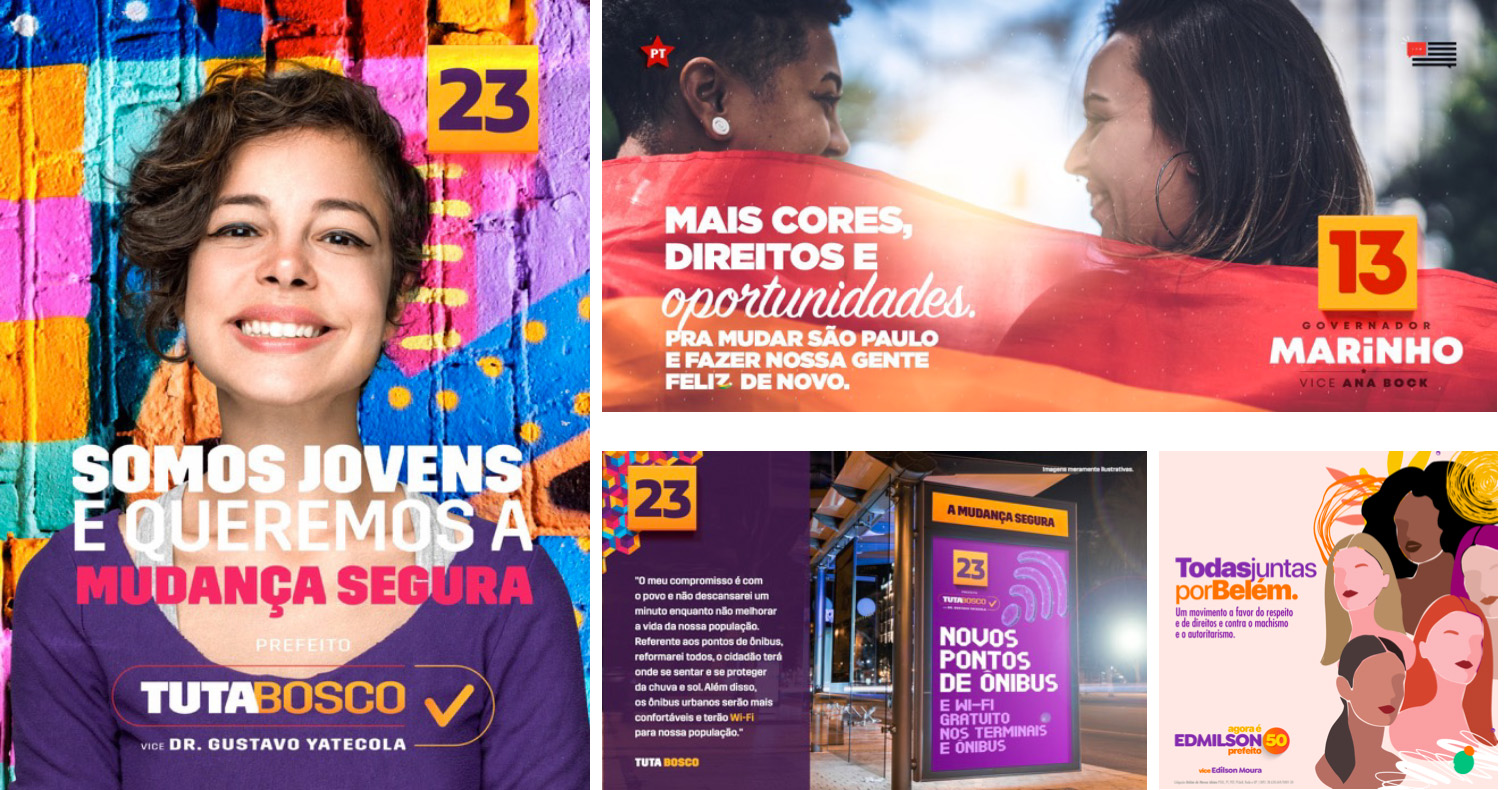 23
SOMOS JOVENS
E QUEREMOS A
MUDANÇA SEGURA
PREFEITO
TUTABOSCO
VICE DR. GUSTAVO YATECOLA
PT
MAIS CORES,
DIREITOS E
oportunidades.
PRA MUDAR SÃO PAULO
E FAZER NOSSA GENTE
FELIZ DE NOVO.
13
GOVERNADOR
MARiNHO
VICE ANA BOCK
23
"O meu compromisso é com
o povo e não descansarei um
minuto enquanto não melhorar
a vida da nossa população.
Referente aos pontos de ônibus,
reformarei todos, o cidadão terá
onde se sentar e se proteger
da chuva e sol. Além disso,
os ônibus urbanos serão mais
confortáveis e terão Wi-Fi
para nossa população."
TUTA BOSCO
Imagens meramente ilustrativas.
A MUDANÇA SEGURA
23
TUTABOSCO
NOVOS
PONTOS
DE ÔNIBUS
E WI-FI
GRATUITO
NOS TERMINAIS
E ÔNIBUS
Todasjuntas
porBelém.
Um movimento a favor do respeito
e de direitos e contra o machismo
e o autoritarismo.
agora é
EDMILSON 50
prefeito
vice Edilson Moura